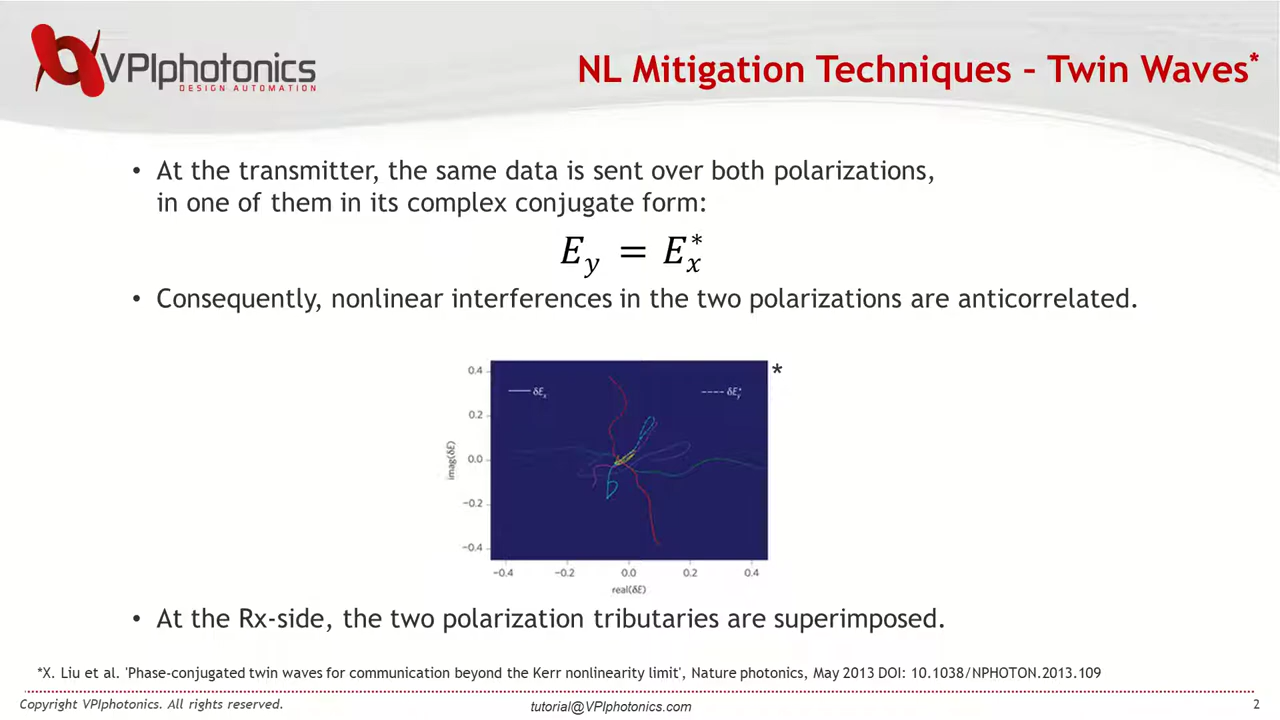 VPIphotonics
DESIGN AUTOMATION
NL Mitigation Techniques – Twin Waves*
• At the transmitter, the same data is sent over both polarizations,
in one of them in its complex conjugate form:
E_y = E_x^*
• Consequently, nonlinear interferences in the two polarizations are anticorrelated.
*
δE_x
δE_y^*
imag(δE)
0.4
0.2
0.0
−0.2
−0.4
−0.4 −0.2 0.0 0.2 0.4
real(δE)
• At the Rx-side, the two polarization tributaries are superimposed.
*X. Liu et al. 'Phase-conjugated twin waves for communication beyond the Kerr nonlinearity limit', Nature photonics, May 2013 DOI: 10.1038/NPHOTON.2013.109
Copyright VPIphotonics. All rights reserved.
tutorial@VPIphotonics.com
2